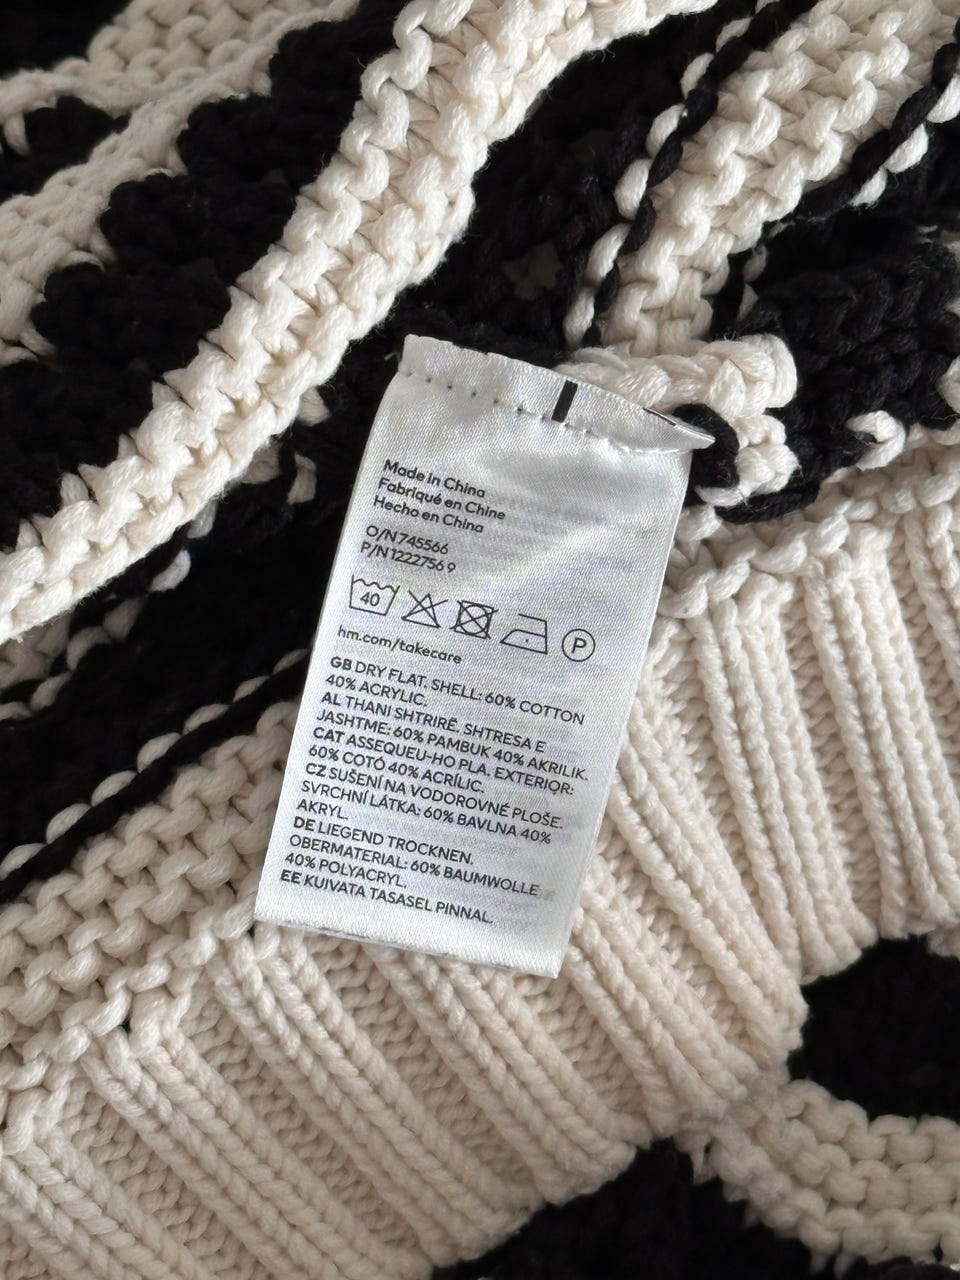 Made in China
Fabriqué en Chine
Hecho en China
O/N 745566
P/N 1222756 9
40
P
hm.com/takecare
GB DRY FLAT. SHELL: 60% COTTON
40% ACRYLIC.
AL THANI SHTRIRË. SHTRESA E
JASHTME: 60% PAMBUK 40% AKRILIK.
CAT ASSEQUEU-HO PLA. EXTERIOR:
60% COTÓ 40% ACRÍLIC.
CZ SUŠENÍ NA VODOROVNÉ PLOŠE.
SVRCHNÍ LÁTKA: 60% BAVLNA 40%
AKRYL.
DE LIEGEND TROCKNEN.
OBERMATERIAL: 60% BAUMWOLLE
40% POLYACRYL.
EE KUIVATA TASASEL PINNAL.